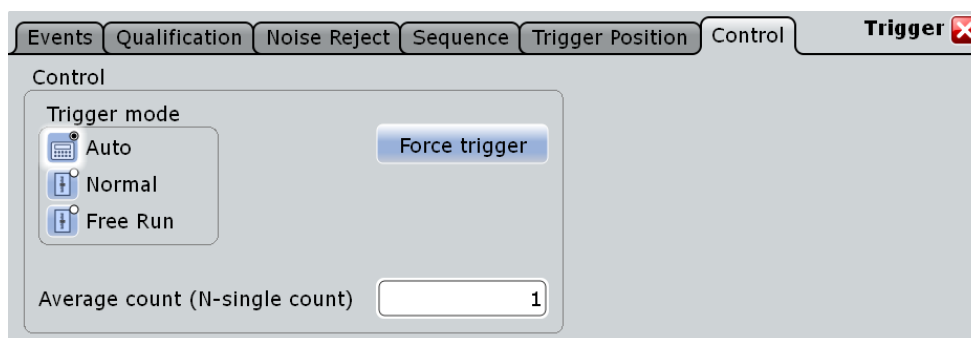 Events Qualification Noise Reject Sequence Trigger Position Control Trigger
Control
Trigger mode
Auto
Force trigger
Normal
Free Run
Average count (N-single count) 1